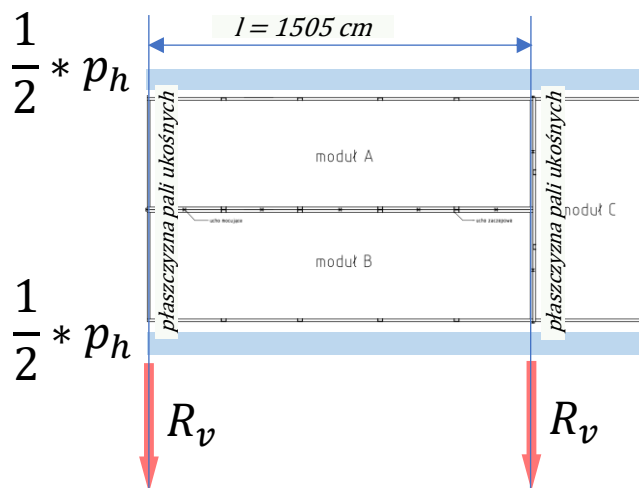 l = 1505 cm
1/2 * p_h
płaszczyzna pali ukośnych
moduł A
ucho mocujące
ucho zaczepowe
moduł C
płaszczyzna pali ukośnych
moduł B
1/2 * p_h
R_v
R_v